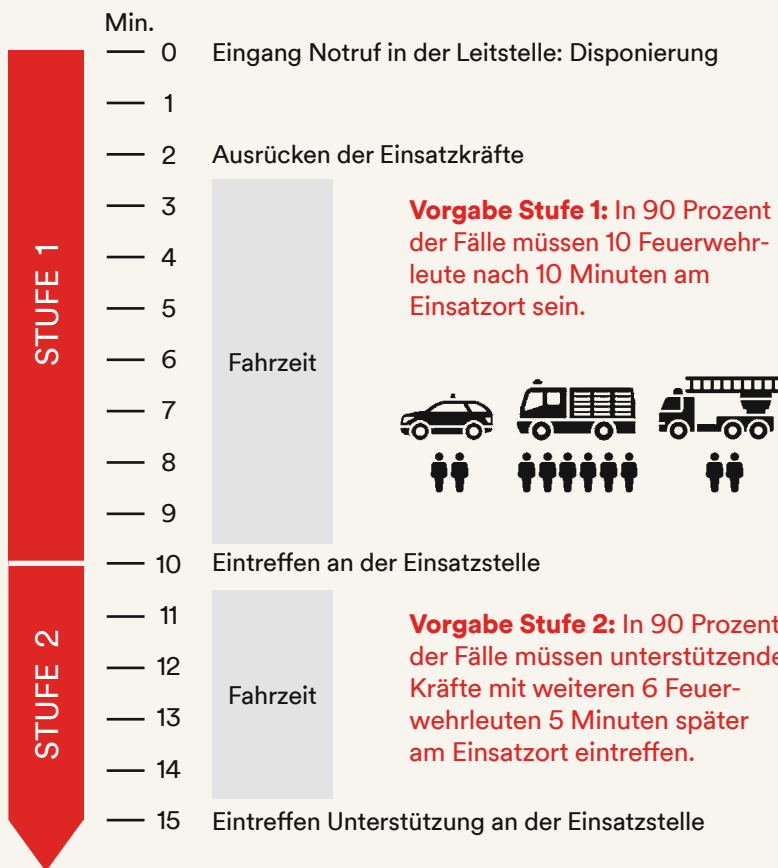 Min.
0 Eingang Notruf in der Leitstelle: Disponierung
1
2 Ausrücken der Einsatzkräfte
3
4
5
6
7
8
9
Fahrzeit
Vorgabe Stufe 1: In 90 Prozent
der Fälle müssen 10 Feuerwehr-
leute nach 10 Minuten am
Einsatzort sein.
STUFE 1
10 Eintreffen an der Einsatzstelle
11
12
13
14
Fahrzeit
Vorgabe Stufe 2: In 90 Prozent
der Fälle müssen unterstützende
Kräfte mit weiteren 6 Feuer-
wehrleuten 5 Minuten später
am Einsatzort eintreffen.
STUFE 2
15 Eintreffen Unterstützung an der Einsatzstelle